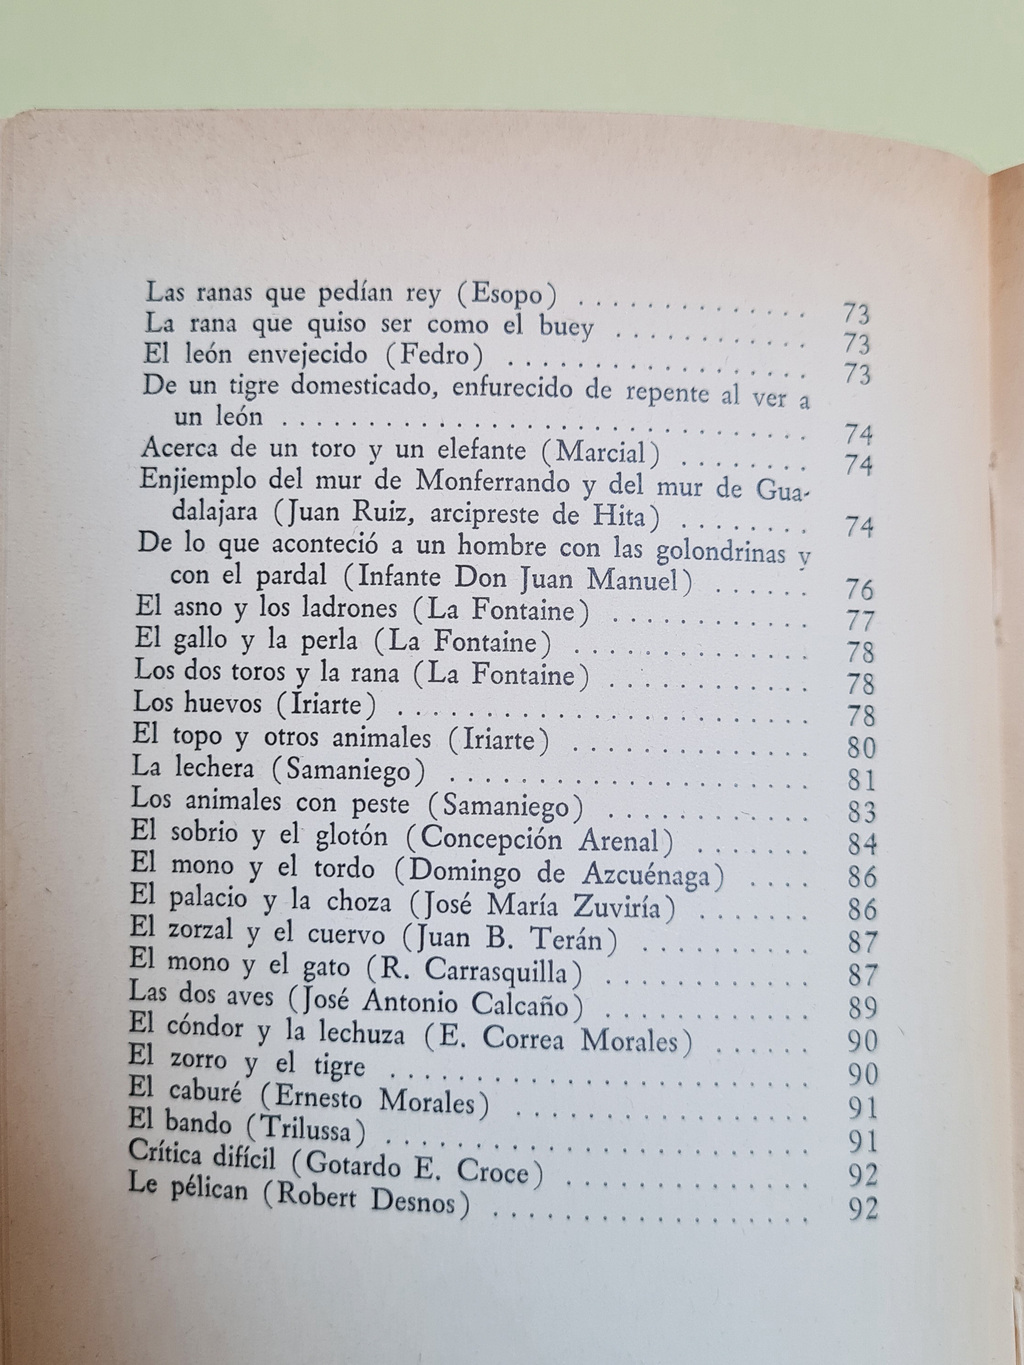 Las ranas que pedían rey (Esopo) . . . . . . . . . . . . . 73
La rana que quiso ser como el buey . . . . . . . . . . . . 73
El león envejecido (Fedro) . . . . . . . . . . . . . . . . . . 73
De un tigre domesticado, enfurecido de repente al ver a
un león . . . . . . . . . . . . . . . . . . . . . . . . . . . . . . . 74
Acerca de un toro y un elefante (Marcial) . . . . . . . . 74
Enjiemplo del mur de Monferrando y del mur de Gua-
dalajara (Juan Ruiz, arcipreste de Hita) . . . . . . . . 74
De lo que aconteció a un hombre con las golondrinas y
con el pardal (Infante Don Juan Manuel) . . . . . . 76
El asno y los ladrones (La Fontaine) . . . . . . . . . . . . 77
El gallo y la perla (La Fontaine) . . . . . . . . . . . . . . 78
Los dos toros y la rana (La Fontaine) . . . . . . . . . . . . 78
Los huevos (Iriarte) . . . . . . . . . . . . . . . . . . . . . . . . 78
El topo y otros animales (Iriarte) . . . . . . . . . . . . . . 80
La lechera (Samaniego) . . . . . . . . . . . . . . . . . . . . . 81
Los animales con peste (Samaniego) . . . . . . . . . . . . 83
El sobrio y el glotón (Concepción Arenal) . . . . . . . 84
El mono y el tordo (Domingo de Azcuénaga) . . . . 86
El palacio y la choza (José María Zuviría) . . . . . . . 86
El zorzal y el cuervo (Juan B. Terán) . . . . . . . . . . 87
El mono y el gato (R. Carrasquilla) . . . . . . . . . . . . 87
Las dos aves (José Antonio Calcaño) . . . . . . . . . . . . 89
El cóndor y la lechuza (E. Correa Morales) . . . . . . 90
El zorro y el tigre . . . . . . . . . . . . . . . . . . . . . . . . 90
El caburé (Ernesto Morales) . . . . . . . . . . . . . . . . . 91
El bando (Trilussa) . . . . . . . . . . . . . . . . . . . . . . . . 91
Crítica difícil (Gotardo E. Croce) . . . . . . . . . . . . . . 92
Le pélican (Robert Desnos) . . . . . . . . . . . . . . . . . . 92